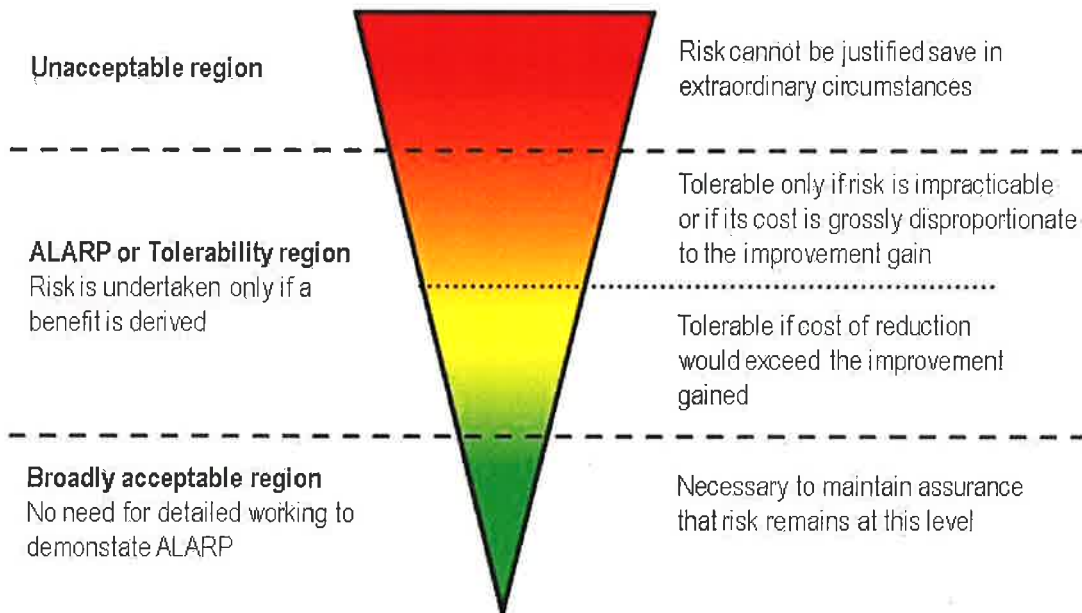 Unacceptable region
Risk cannot be justified save in
extraordinary circumstances
ALARP or Tolerability region
Risk is undertaken only if a
benefit is derived
Tolerable only if risk is impracticable
or if its cost is grossly disproportionate
to the improvement gain
Tolerable if cost of reduction
would exceed the improvement
gained
Broadly acceptable region
No need for detailed working to
demonstate ALARP
Necessary to maintain assurance
that risk remains at this level